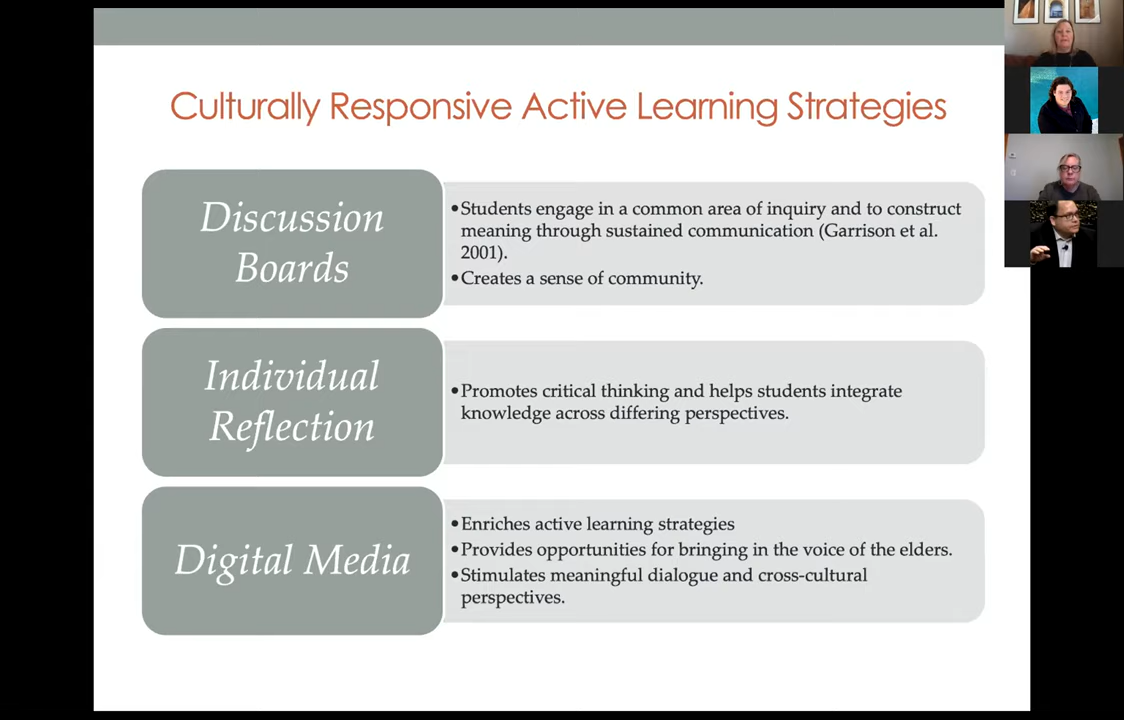 Culturally Responsive Active Learning Strategies
Discussion
Boards
•Students engage in a common area of inquiry and to construct
meaning through sustained communication (Garrison et al.
2001).
•Creates a sense of community.
Individual
Reflection
•Promotes critical thinking and helps students integrate
knowledge across differing perspectives.
Digital Media
•Enriches active learning strategies
•Provides opportunities for bringing in the voice of the elders.
•Stimulates meaningful dialogue and cross-cultural
perspectives.